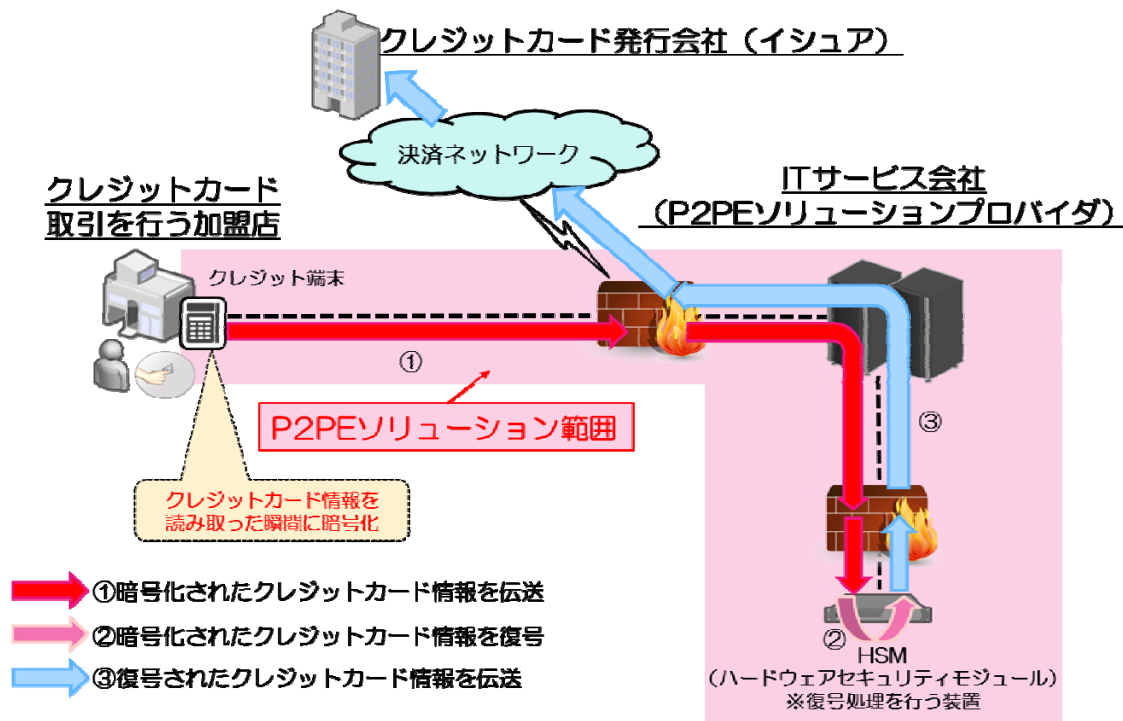 クレジットカード発行会社（イシュア）
決済ネットワーク
クレジットカード
取引を行う加盟店
ITサービス会社
（P2PEソリューションプロバイダ）
クレジット端末
①
P2PEソリューション範囲
③
クレジットカード情報を
読み取った瞬間に暗号化
①暗号化されたクレジットカード情報を伝送
②暗号化されたクレジットカード情報を復号
③復号されたクレジットカード情報を伝送
②
HSM
（ハードウェアセキュリティモジュール）
※復号処理を行う装置